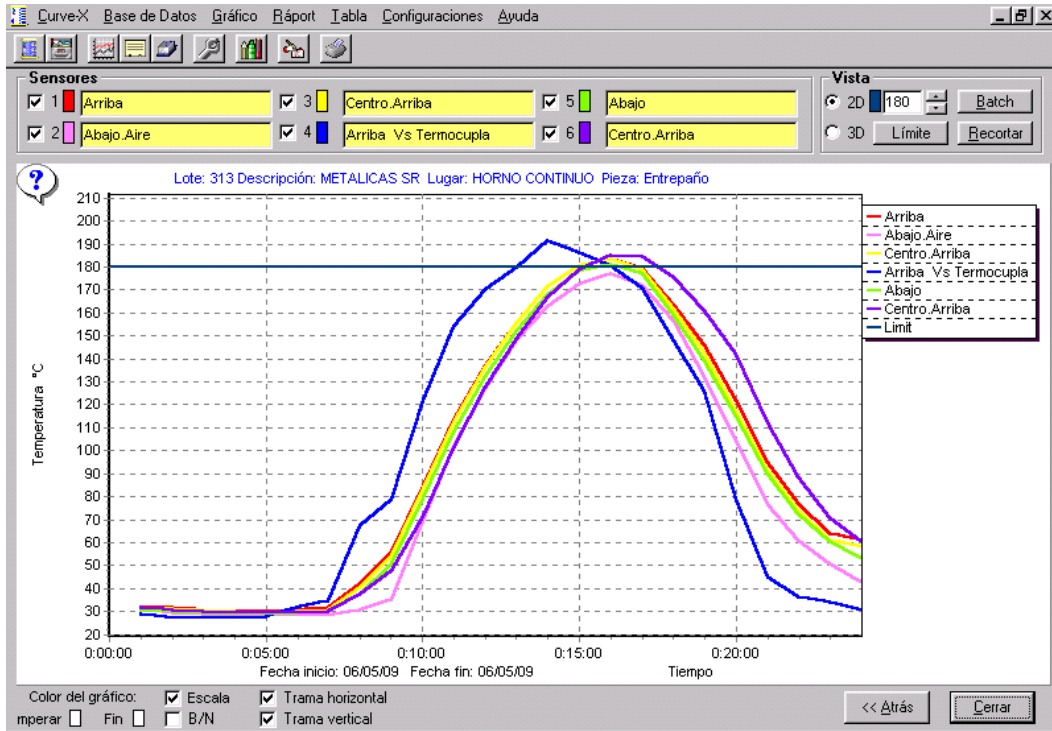 Curve-X Base de Datos Gráfico Ráport Tabla Configuraciones Ayuda
Sensores
1 Arriba
3 Centro.Arriba
5 Abajo
2 Abajo.Aire
4 Arriba Vs Termocupla
6 Centro.Arriba
Vista
2D 180 Batch
3D Límite Recortar
Lote: 313 Descripción: METALICAS SR Lugar: HORNO CONTINUO Pieza: Entrepaño
210
200
190
180
170
160
150
140
130
120
110
100
90
80
70
60
50
40
30
20
Temperatura °C
Arriba
Abajo.Aire
Centro.Arriba
Arriba Vs Termocupla
Abajo
Centro.Arriba
Limit
0:00:00 0:05:00 0:10:00 0:15:00 0:20:00
Fecha inicio: 06/05/09 Fecha fin: 06/05/09 Tiempo
Color del gráfico: Escala Trama horizontal
mperar Fin B/N Trama vertical
<< Atrás Cerrar